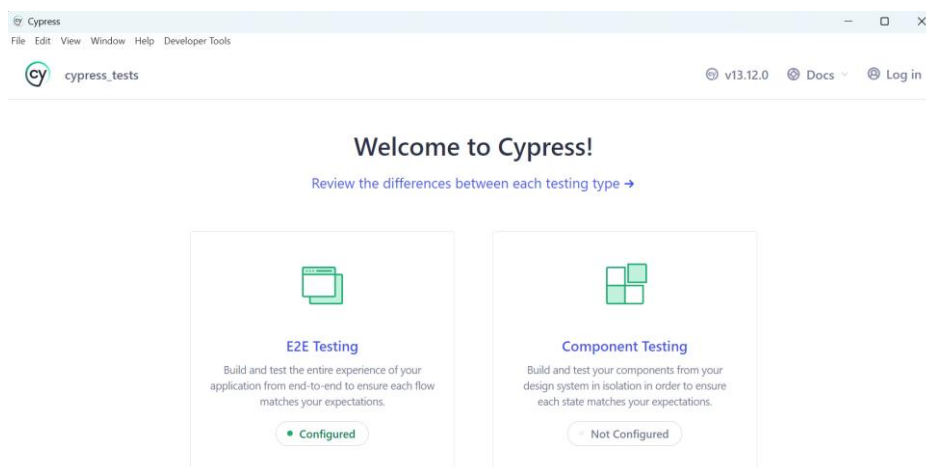 Cypress
File Edit View Window Help Developer Tools
cy cypress_tests v13.12.0 Docs Log in
Welcome to Cypress!
Review the differences between each testing type →
E2E Testing
Build and test the entire experience of your
application from end-to-end to ensure each flow
matches your expectations.
Configured
Component Testing
Build and test your components from your
design system in isolation in order to ensure
each state matches your expectations.
Not Configured